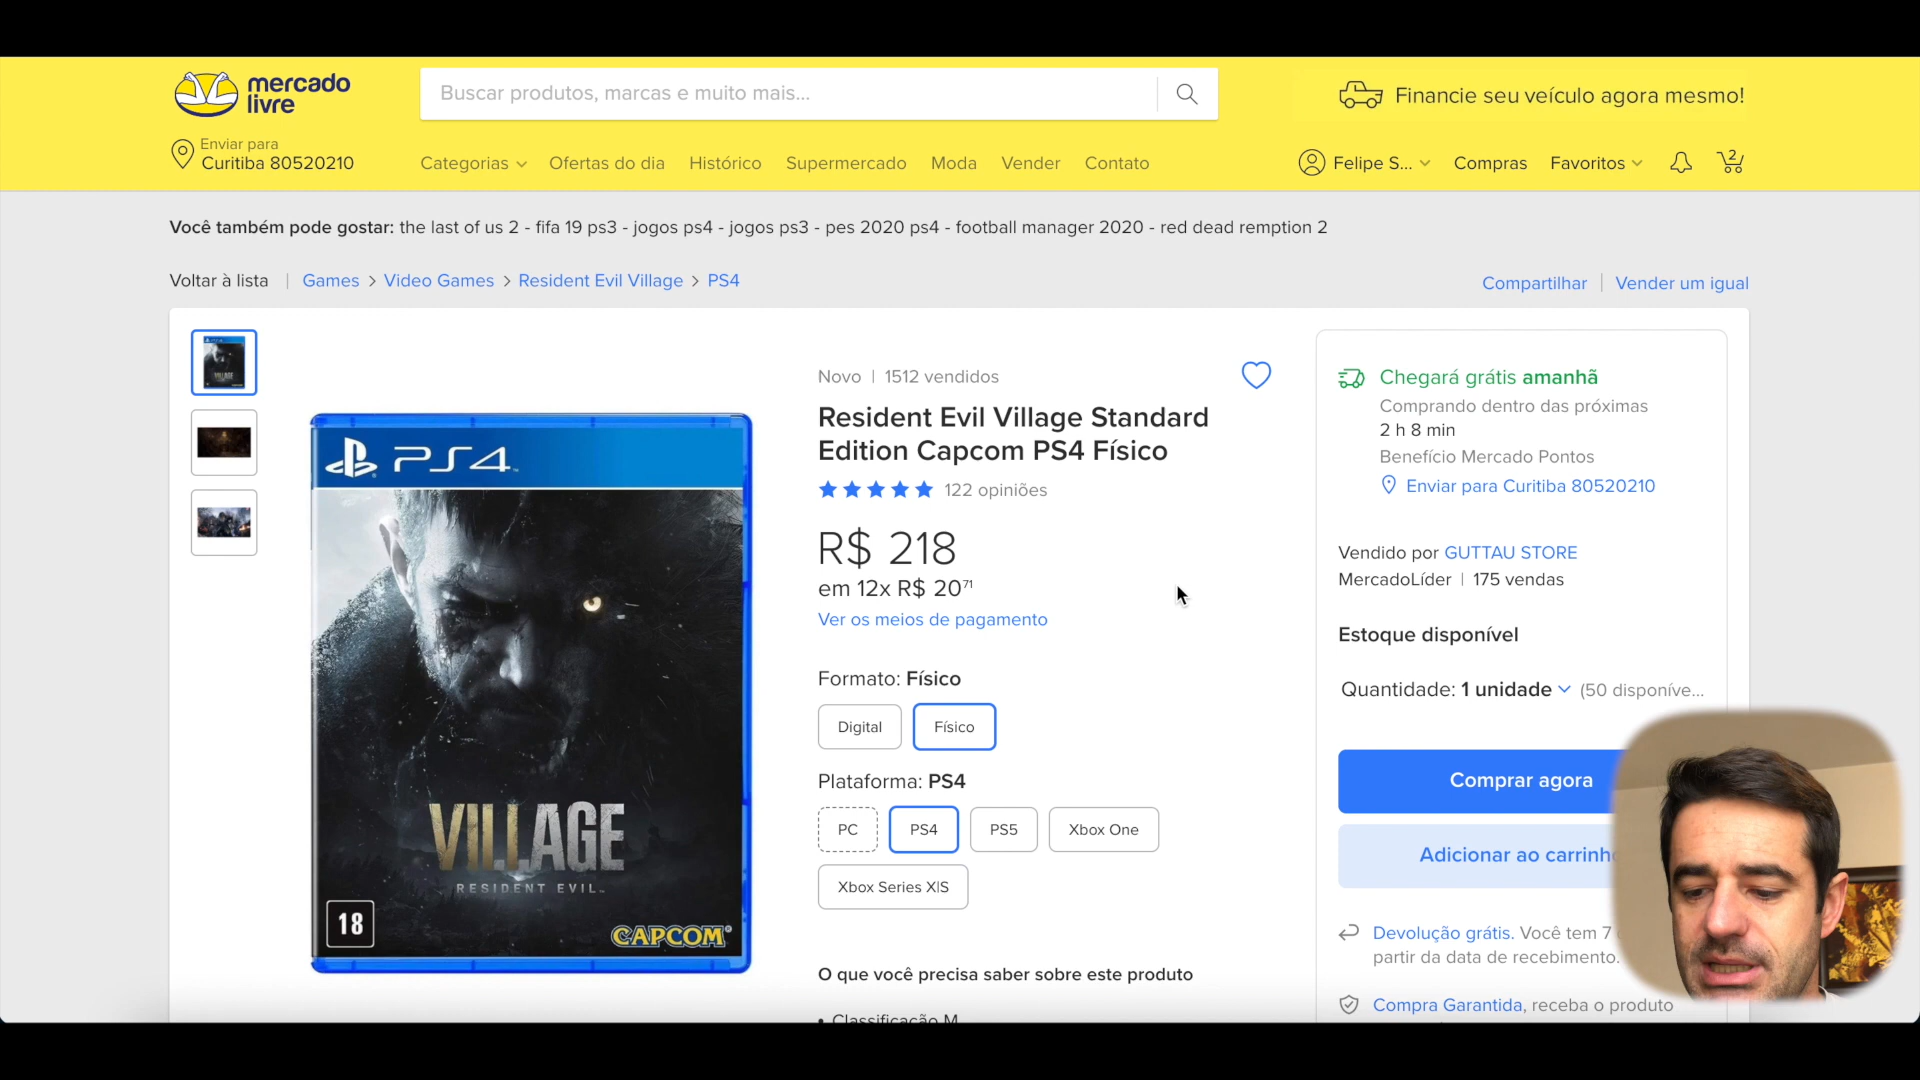 mercado
livre
Buscar produtos, marcas e muito mais...
Financie seu veículo agora mesmo!
Enviar para
Curitiba 80520210
Categorias
Ofertas do dia
Histórico
Supermercado
Moda
Vender
Contato
Felipe S...
Compras
Favoritos
2
Você também pode gostar: the last of us 2 - fifa 19 ps3 - jogos ps4 - jogos ps3 - pes 2020 ps4 - football manager 2020 - red dead remption 2
Voltar à lista | Games > Video Games > Resident Evil Village > PS4
Compartilhar | Vender um igual
PS4
VILLAGE
RESIDENT EVIL
18
CAPCOM
Novo | 1512 vendidos
Resident Evil Village Standard
Edition Capcom PS4 Físico
122 opiniões
R$ 218
em 12x R$ 2071
Ver os meios de pagamento
Formato: Físico
Digital
Físico
Plataforma: PS4
PC
PS4
PS5
Xbox One
Xbox Series X|S
O que você precisa saber sobre este produto
• Classificação M
Chegará grátis amanhã
Comprando dentro das próximas
2 h 8 min
Benefício Mercado Pontos
Enviar para Curitiba 80520210
Vendido por GUTTAU STORE
MercadoLíder | 175 vendas
Estoque disponível
Quantidade: 1 unidade (50 disponíve...
Comprar agora
Adicionar ao carrinho
Devolução grátis. Você tem 7
partir da data de recebimento.
Compra Garantida, receba o produto